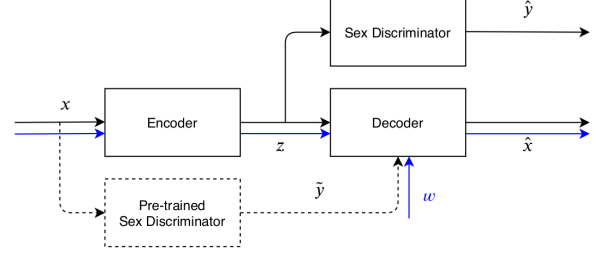 ŷ
Sex Discriminator
x
Encoder
Decoder
z
x̂
Pre-trained
Sex Discriminator
ỹ
w